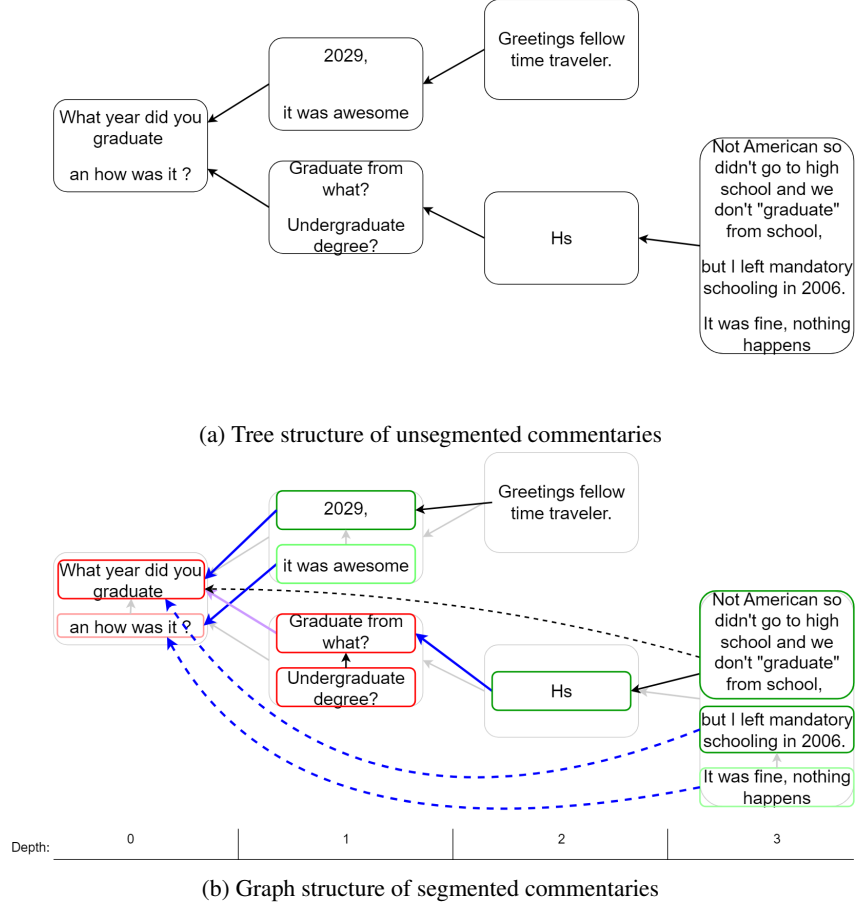 Greetings fellow
time traveler.
2029,
it was awesome
What year did you
graduate
an how was it ?
Graduate from
what?
Undergraduate
degree?
Hs
Not American so
didn't go to high
school and we
don't "graduate"
from school,
but I left mandatory
schooling in 2006.
It was fine, nothing
happens
(a) Tree structure of unsegmented commentaries
Greetings fellow
time traveler.
2029,
it was awesome
What year did you
graduate
an how was it ?
Graduate from
what?
Undergraduate
degree?
Hs
Not American so
didn't go to high
school and we
don't "graduate"
from school,
but I left mandatory
schooling in 2006.
It was fine, nothing
happens
Depth: 0 1 2 3
(b) Graph structure of segmented commentaries